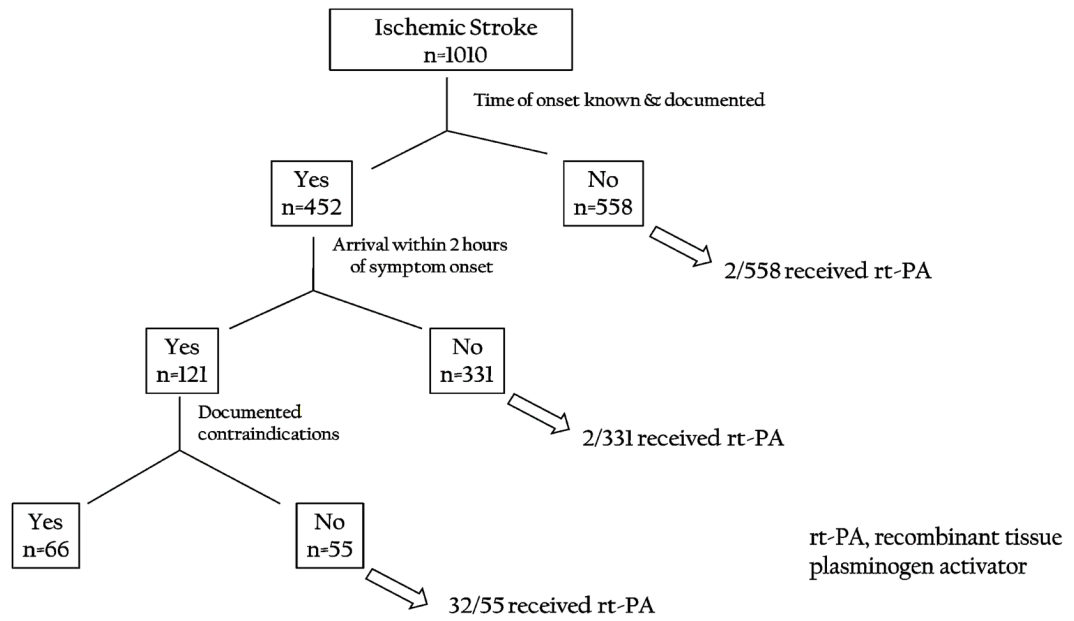 Ischemic Stroke
n=1010
Time of onset known & documented
Yes
n=452
No
n=558
Arrival within 2 hours
of symptom onset
2/558 received rt-PA
Yes
n=121
No
n=331
Documented
contraindications
2/331 received rt-PA
Yes
n=66
No
n=55
rt-PA, recombinant tissue
plasminogen activator
32/55 received rt-PA